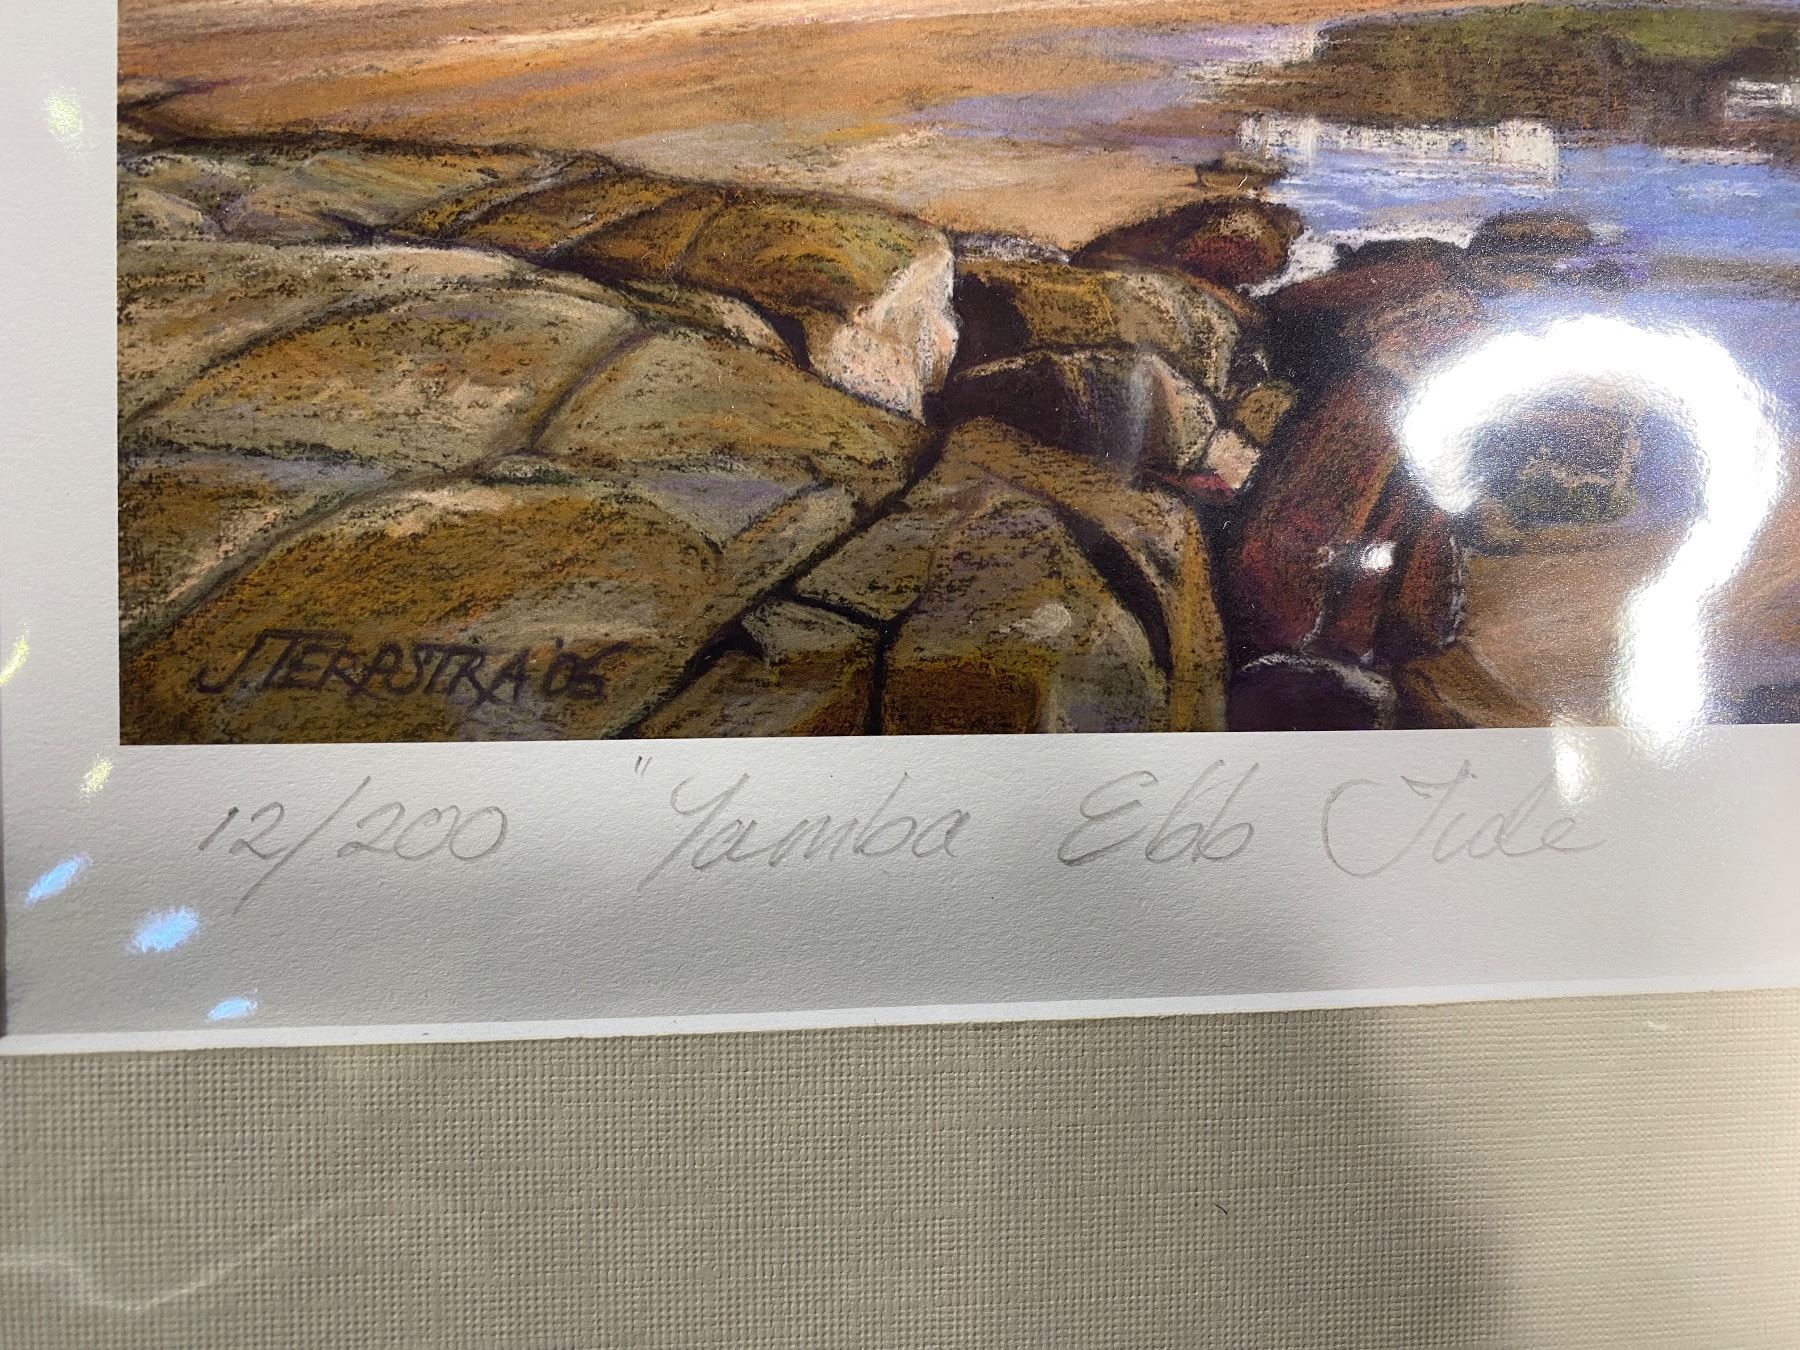 J. TERPSTRA '06
12/200 "Yamba Ebb Tide